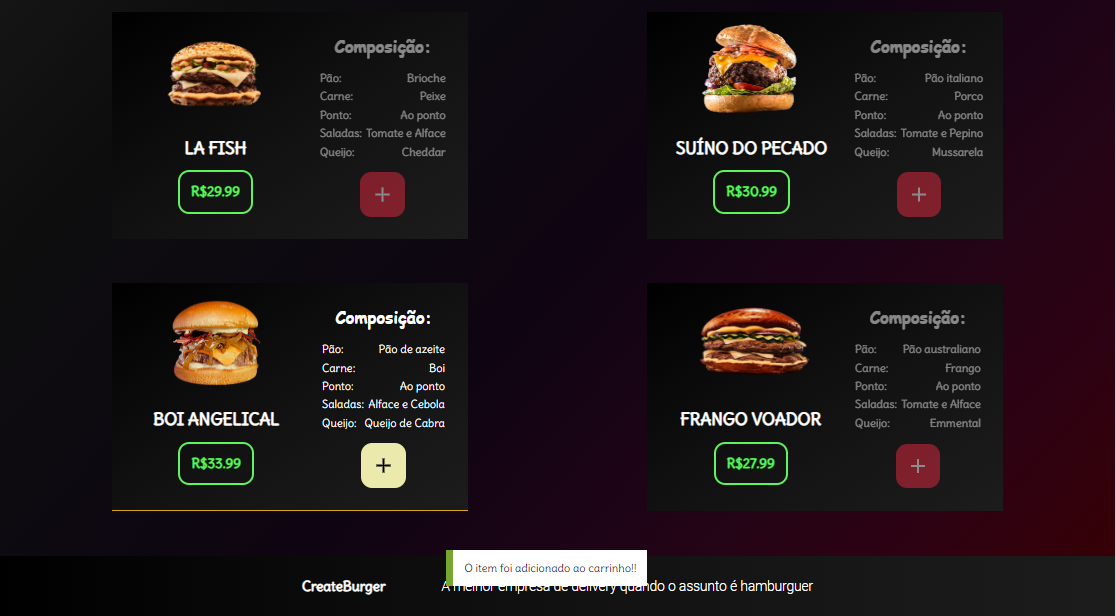 Composição:
Pão: Brioche
Carne: Peixe
Ponto: Ao ponto
Saladas: Tomate e Alface
Queijo: Cheddar
LA FISH
R$29.99
+
Composição:
Pão: Pão italiano
Carne: Porco
Ponto: Ao ponto
Saladas: Tomate e Pepino
Queijo: Mussarela
SUÍNO DO PECADO
R$30.99
+
Composição:
Pão: Pão de azeite
Carne: Boi
Ponto: Ao ponto
Saladas: Alface e Cebola
Queijo: Queijo de Cabra
BOI ANGELICAL
R$33.99
+
Composição:
Pão: Pão australiano
Carne: Frango
Ponto: Ao ponto
Saladas: Tomate e Alface
Queijo: Emmental
FRANGO VOADOR
R$27.99
+
O item foi adicionado ao carrinho!!
CreateBurger
A melhor empresa de delivery quando o assunto é hamburguer